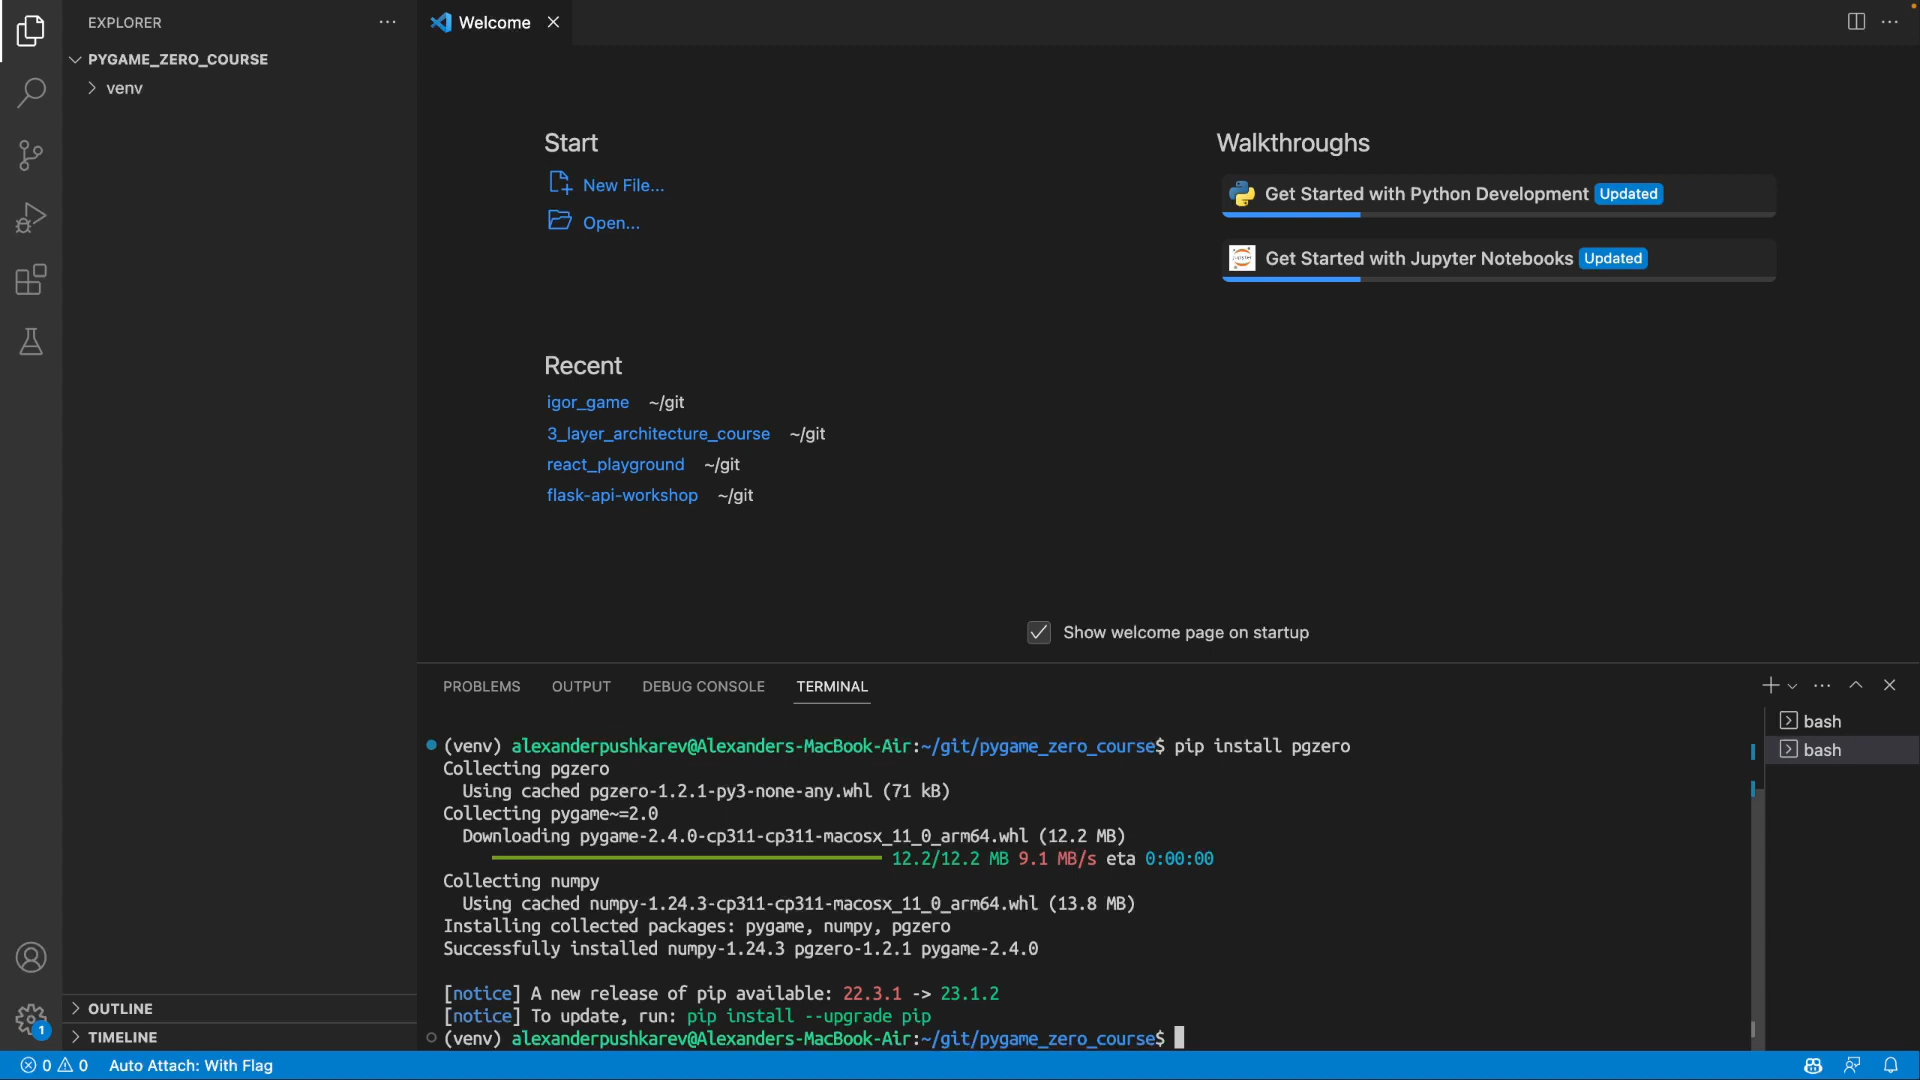 EXPLORER
PYGAME_ZERO_COURSE
venv
OUTLINE
TIMELINE
Welcome
Start
New File...
Open...
Recent
igor_game ~/git
3_layer_architecture_course ~/git
react_playground ~/git
flask-api-workshop ~/git
Walkthroughs
Get Started with Python Development Updated
Get Started with Jupyter Notebooks Updated
Show welcome page on startup
PROBLEMS OUTPUT DEBUG CONSOLE TERMINAL
(venv) alexanderpushkarev@Alexanders-MacBook-Air:~/git/pygame_zero_course$ pip install pgzero
Collecting pgzero
Using cached pgzero-1.2.1-py3-none-any.whl (71 kB)
Collecting pygame~=2.0
Downloading pygame-2.4.0-cp311-cp311-macosx_11_0_arm64.whl (12.2 MB)
12.2/12.2 MB 9.1 MB/s eta 0:00:00
Collecting numpy
Using cached numpy-1.24.3-cp311-cp311-macosx_11_0_arm64.whl (13.8 MB)
Installing collected packages: pygame, numpy, pgzero
Successfully installed numpy-1.24.3 pgzero-1.2.1 pygame-2.4.0
[notice] A new release of pip available: 22.3.1 -> 23.1.2
[notice] To update, run: pip install --upgrade pip
(venv) alexanderpushkarev@Alexanders-MacBook-Air:~/git/pygame_zero_course$
bash
bash
1
0 0 Auto Attach: With Flag